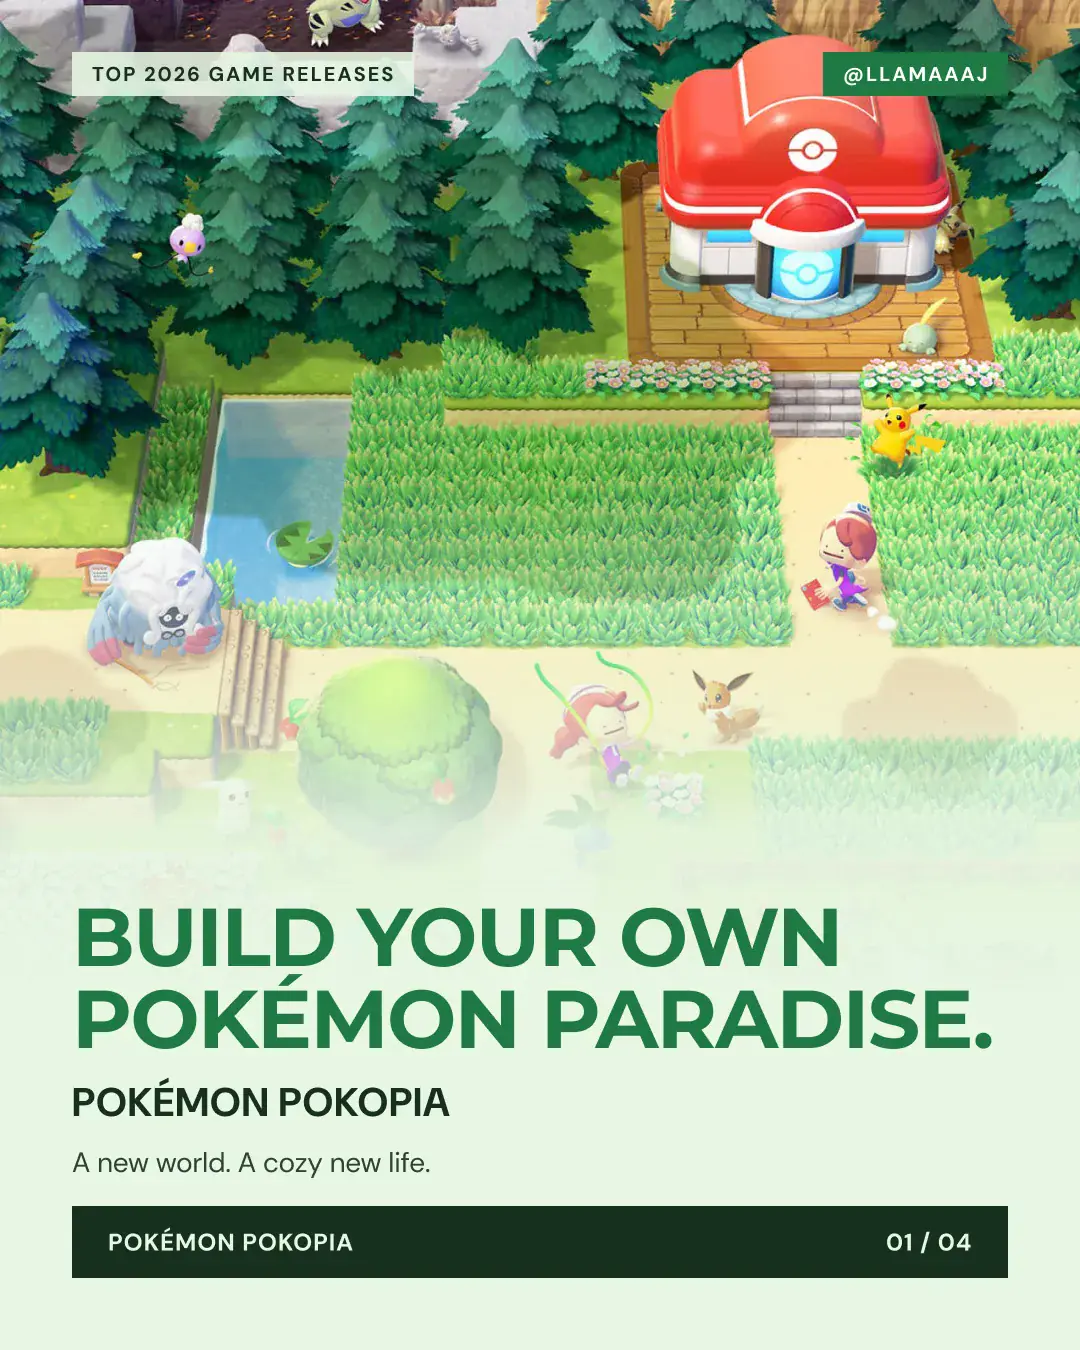 TOP 2026 GAME RELEASES
@LLAMAAAJ
BUILD YOUR OWN
POKÉMON PARADISE.
POKÉMON POKOPIA
A new world. A cozy new life.
POKÉMON POKOPIA
01 / 04